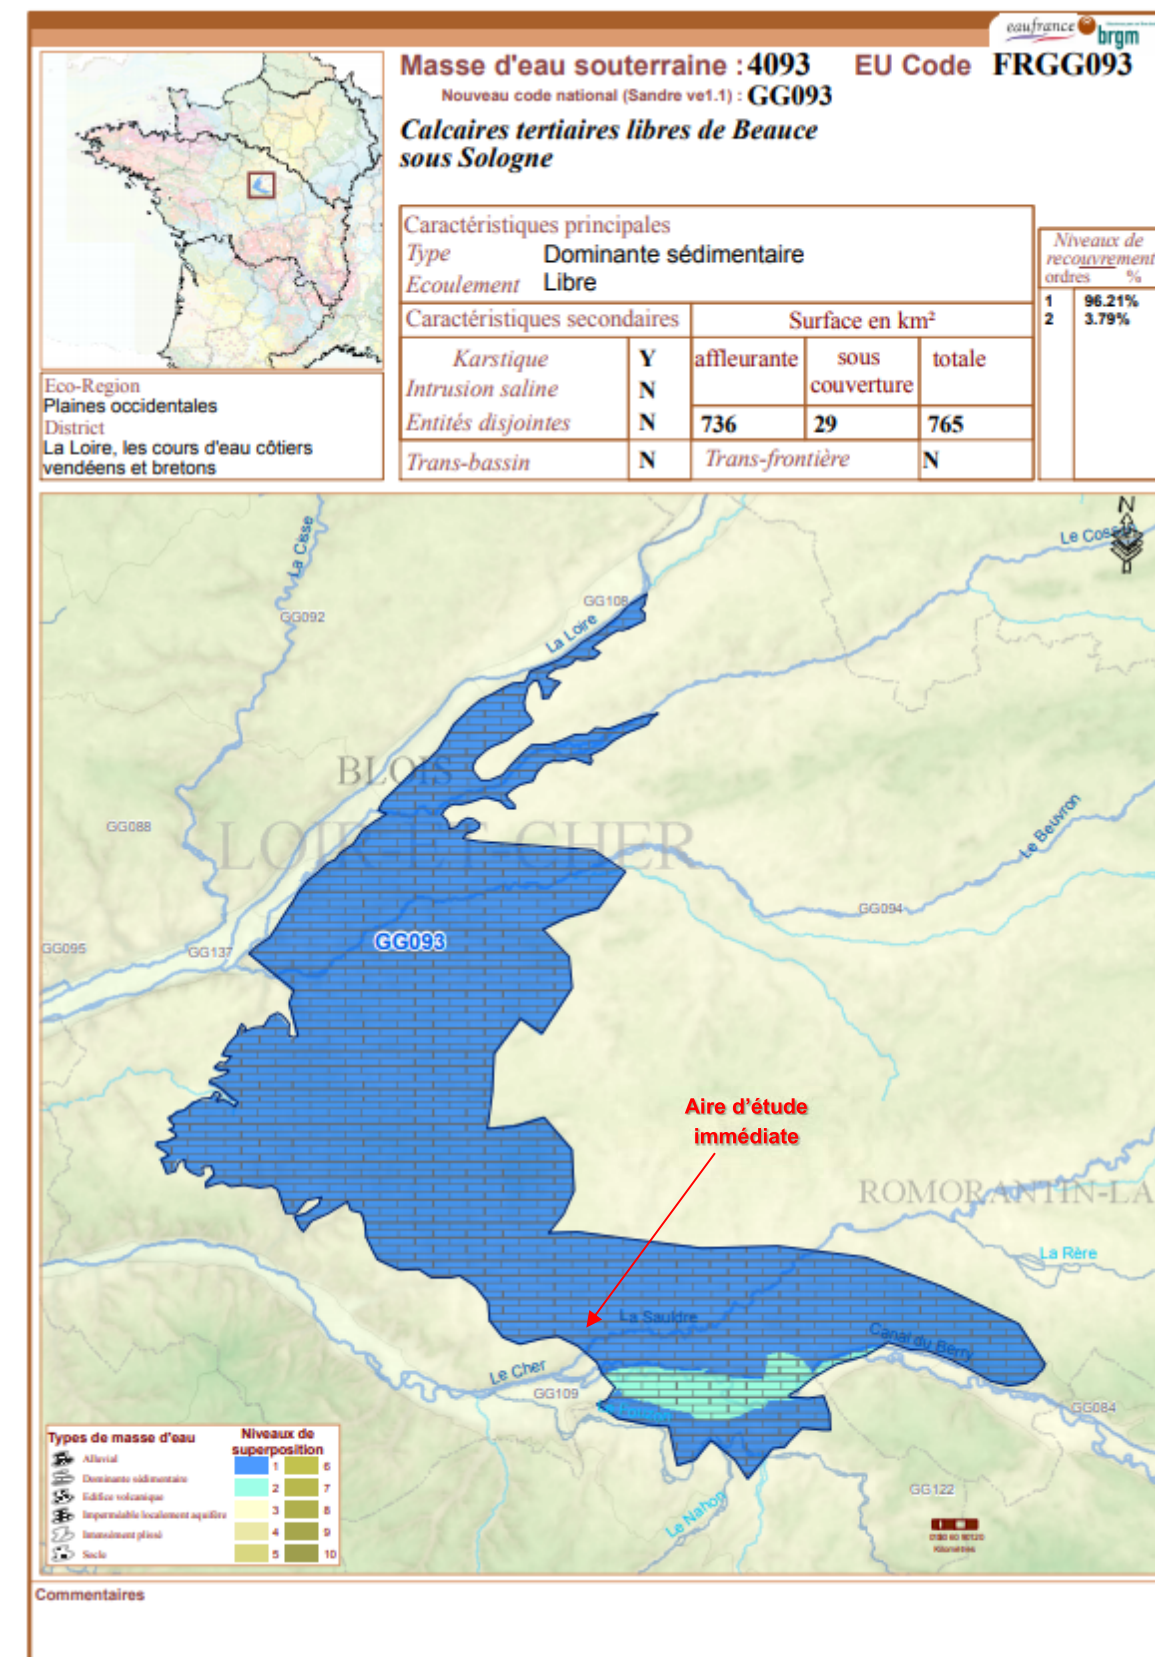 eaufrance
brgm
Masse d'eau souterraine : 4093 EU Code FRGG093
Nouveau code national (Sandre ve1.1) : GG093
Calcaires tertiaires libres de Beauce
sous Sologne
Caractéristiques principales
Type Dominante sédimentaire
Ecoulement Libre
Niveaux de
recouvrement
ordres %
1 96.21%
2 3.79%
Caractéristiques secondaires
Surface en km²
Karstique Y
Intrusion saline N
Entités disjointes N
Trans-bassin N
affleurante
sous
couverture
totale
736 29 765
Trans-frontière N
Eco-Region
Plaines occidentales
District
La Loire, les cours d'eau côtiers
vendéens et bretons
N
La Cisse
Le Cosson
GG108
GG092
La Loire
BLOIS
GG088
LOIR-ET-CHER
Le Beuvron
GG094
GG095
GG137
GG093
Aire d'étude
immédiate
ROMORANTIN-LA
La Rère
La Sauldre
Canal du Berry
Le Cher
GG109
Le Fouzon
GG084
GG122
Le Nahon
Types de masse d'eau
Alluvial
Dominante sédimentaire
Edifice volcanique
Imperméable localement aquifère
Intensément plissé
Socle
Niveaux de
superposition
1 6
2 7
3 8
4 9
5 10
Kilomètres
Commentaires